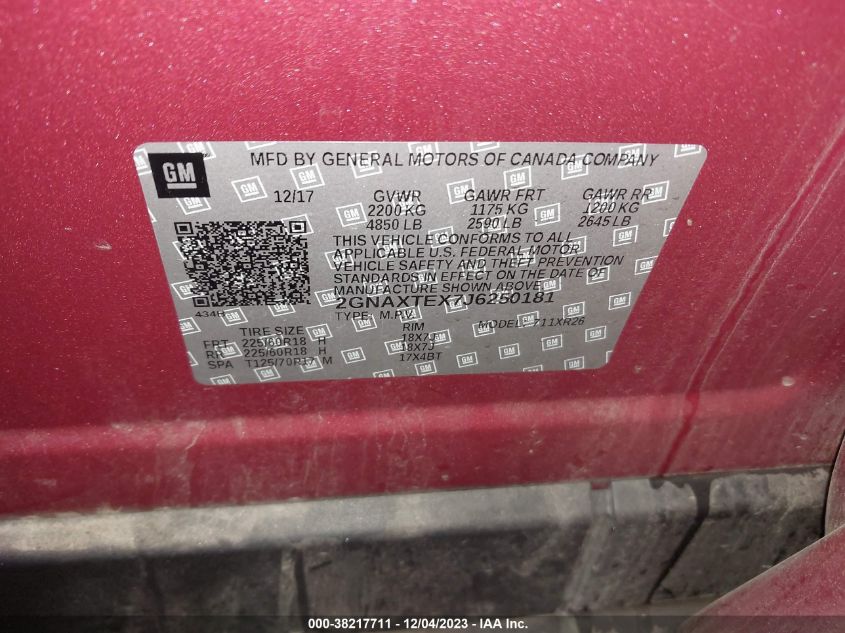 GM
MFD BY GENERAL MOTORS OF CANADA COMPANY
12/17 GVWR GAWR FRT GAWR RR
2200 KG 1175 KG 1200 KG
4850 LB 2590 LB 2645 LB
THIS VEHICLE CONFORMS TO ALL
APPLICABLE U.S. FEDERAL MOTOR
VEHICLE SAFETY AND THEFT PREVENTION
STANDARDS IN EFFECT ON THE DATE OF
MANUFACTURE SHOWN ABOVE
2GNAXTEX7J6250181
TYPE: M.P.V. MODEL: 711XR26
TIRE SIZE RIM
FRT 225/60R18 H 18X7J
RR 225/60R18 H 18X7J
SPA T125/70R17 M 17X4BT
000-38217711 - 12/04/2023 - IAA Inc.